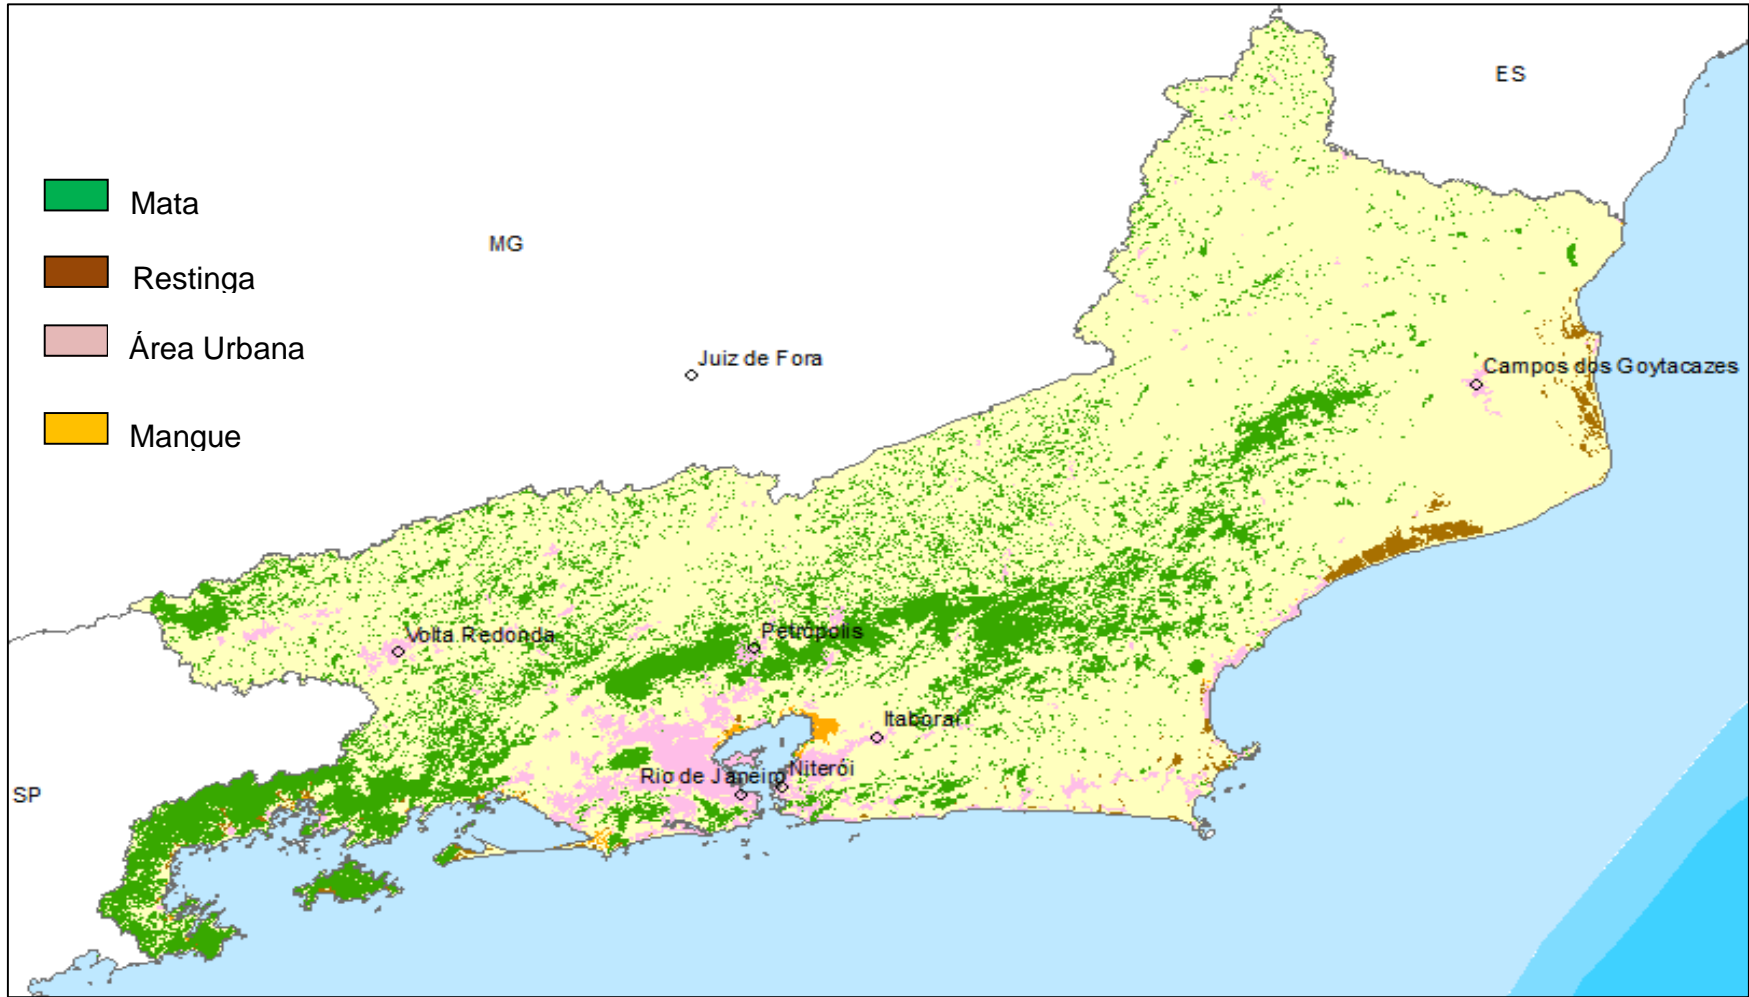 ES
Mata
MG
Restinga
Área Urbana
Juiz de Fora
Campos dos Goytacazes
Mangue
Volta Redonda
Petrópolis
Itaboraí
Rio de Janeiro
Niterói
SP